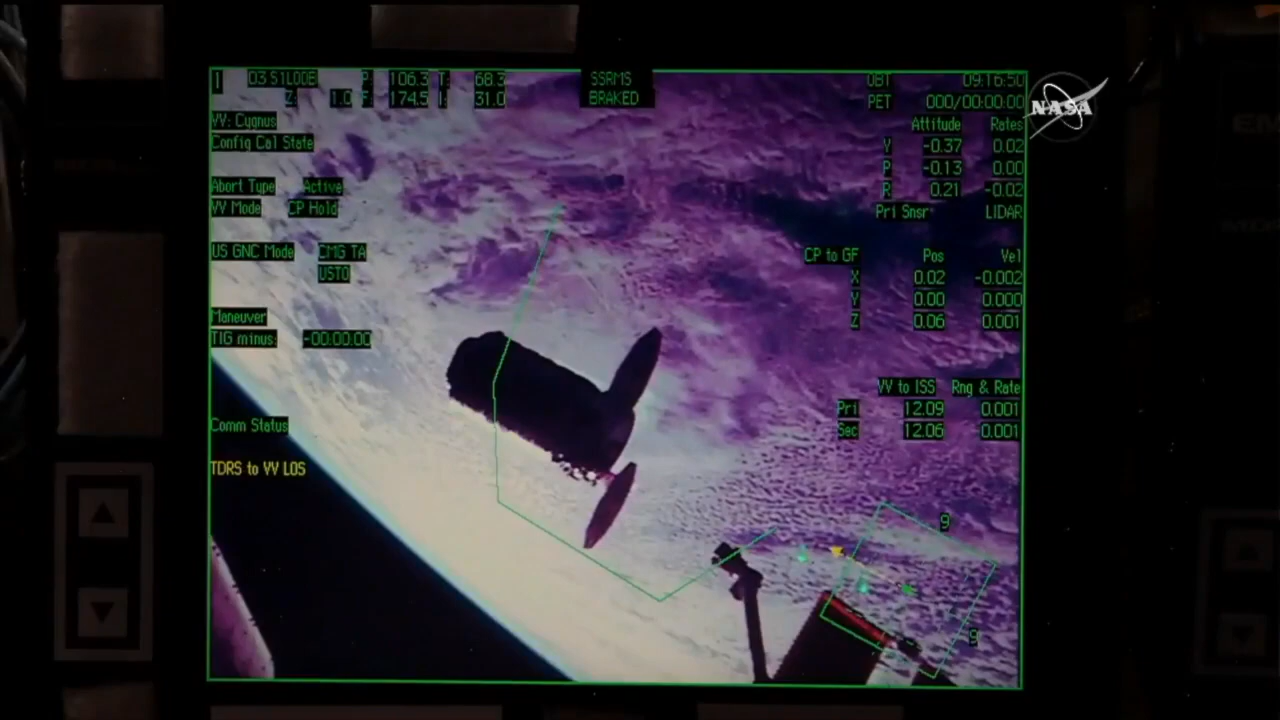 D3 S1LOOB P: 106.3 T: 68.3 SSRMS GMT 09:16:50
Z: 1.0 F: 174.5 I: 31.0 BRAKED PET 000/00:00:00
NASA
VV: Cygnus
Config Cal State
Attitude Rates
Y -0.37 0.02
P -0.13 0.00
R 0.21 -0.02
Abort Type Active
VV Mode CP Hold
Pri Snsr LIDAR
US GNC Mode CMG TA
USTO
CP to GF Pos Vel
X 0.02 -0.002
Y 0.00 0.000
Z 0.06 0.001
Maneuver
TIG minus: -00:00:00
VV to ISS Rng & Rate
Pri 12.09 0.001
Sec 12.06 0.001
Comm Status
TDRS to VV LOS
9
9